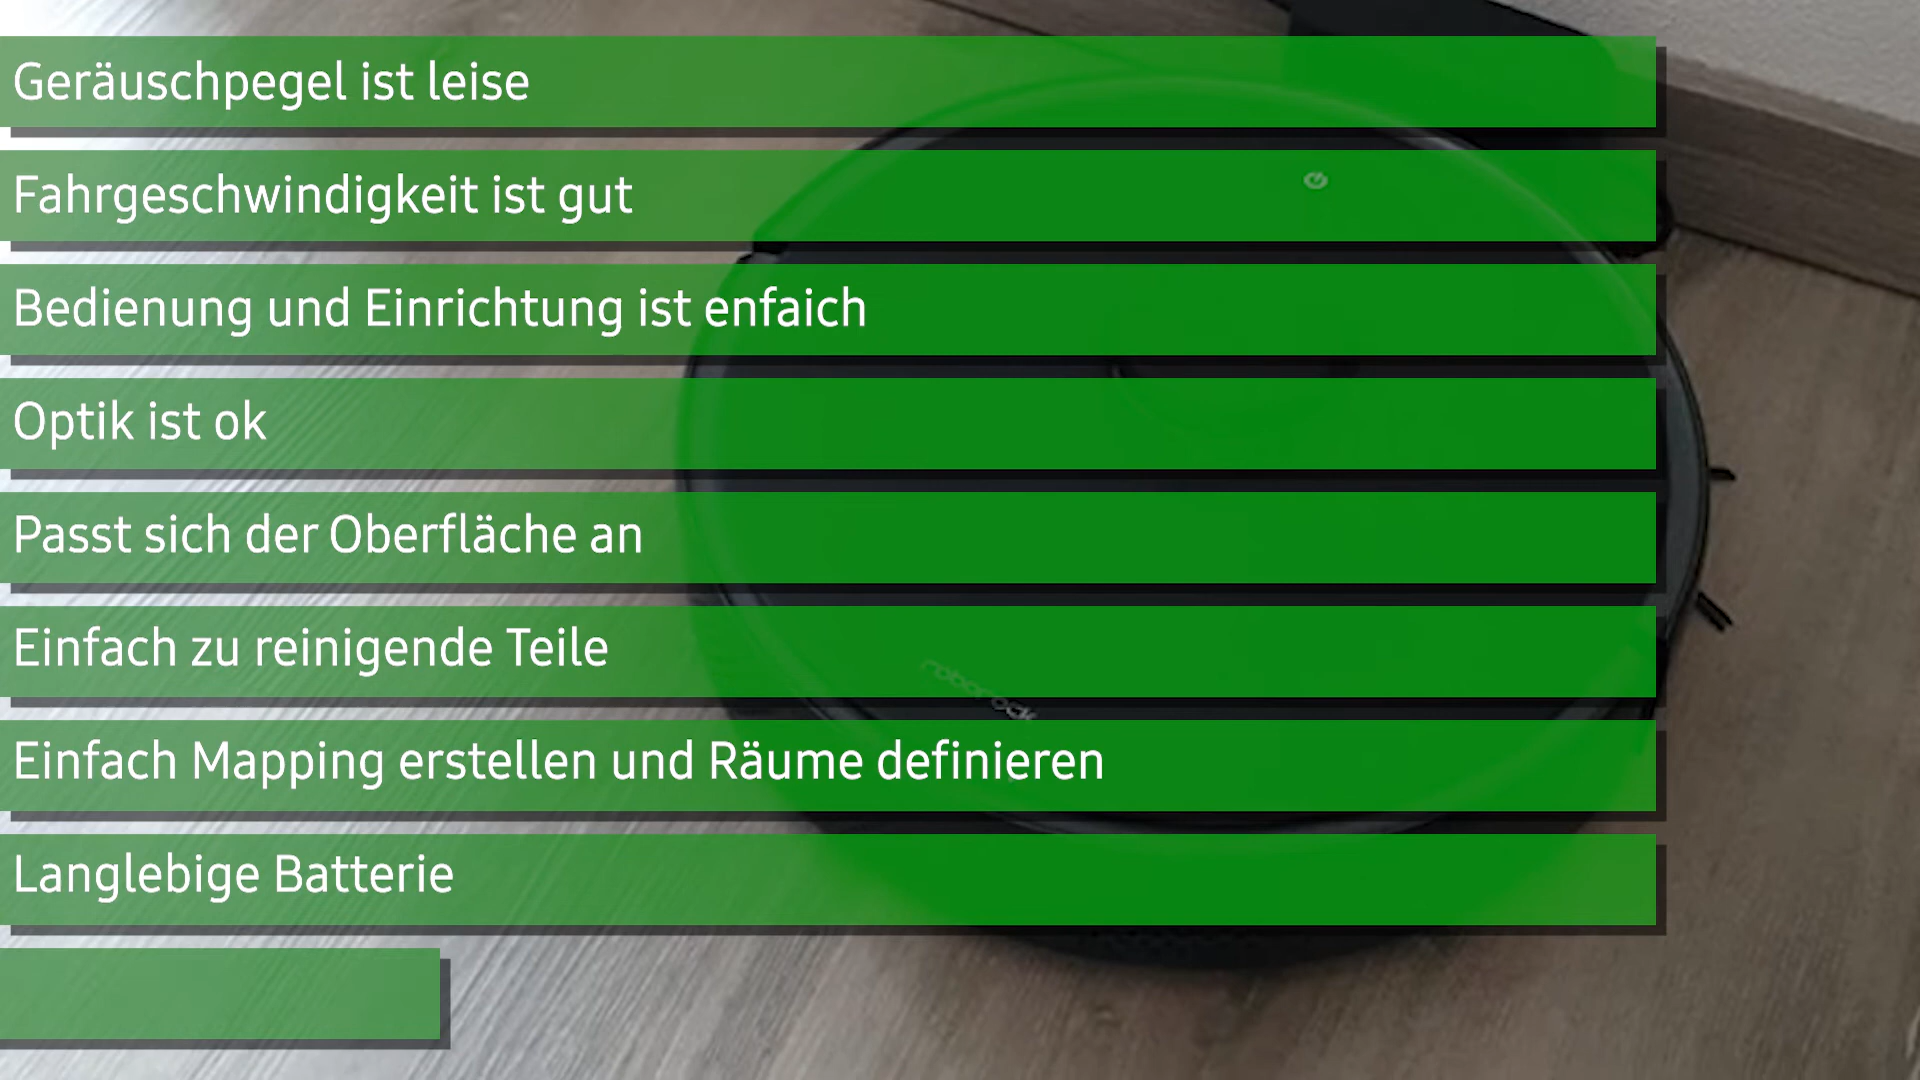 Geräuschpegel ist leise
Fahrgeschwindigkeit ist gut
Bedienung und Einrichtung ist enfaich
Optik ist ok
Passt sich der Oberfläche an
Einfach zu reinigende Teile
roborock
Einfach Mapping erstellen und Räume definieren
Langlebige Batterie